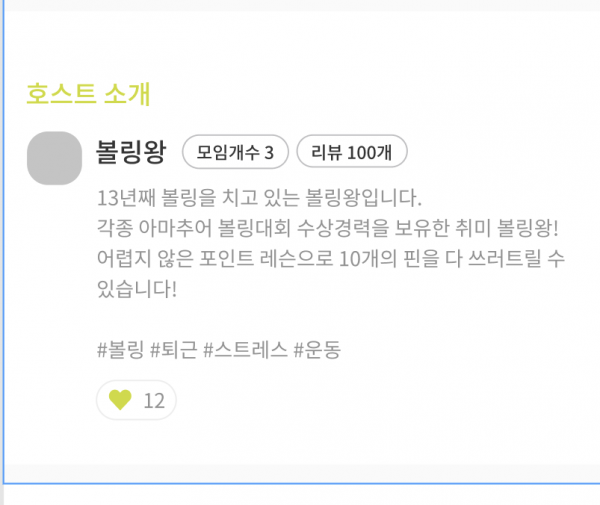 호스트 소개
볼링왕 모임개수 3 리뷰 100개
13년째 볼링을 치고 있는 볼링왕입니다.
각종 아마추어 볼링대회 수상경력을 보유한 취미 볼링왕!
어렵지 않은 포인트 레슨으로 10개의 핀을 다 쓰러트릴 수
있습니다!
#볼링 #퇴근 #스트레스 #운동
12